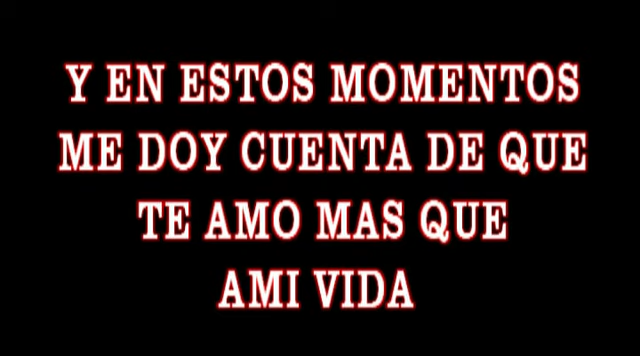 Y EN ESTOS MOMENTOS
ME DOY CUENTA DE QUE
TE AMO MAS QUE
AMI VIDA